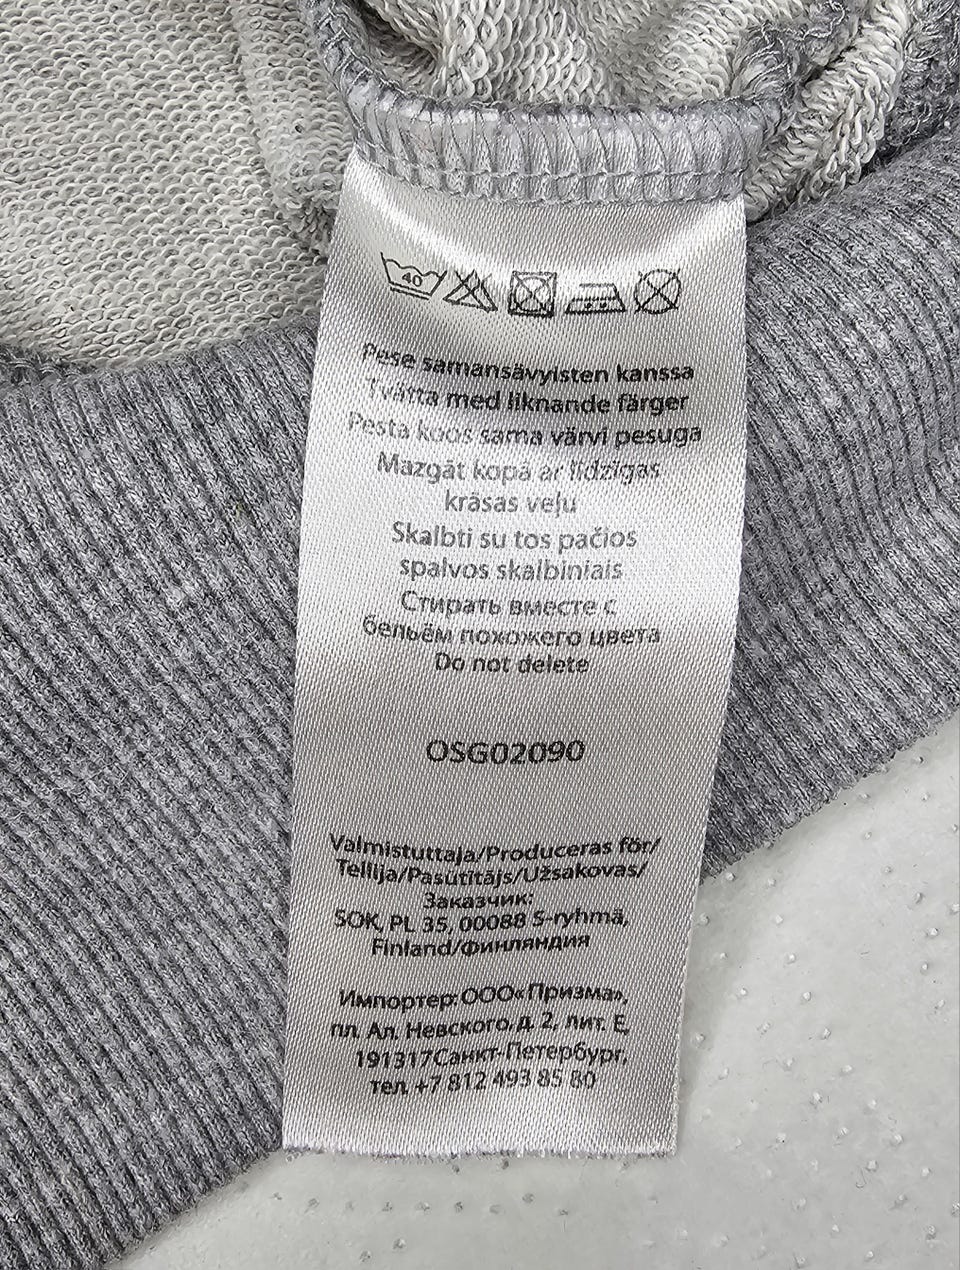 40
Pese samansävyisten kanssa
Tvätta med liknande färger
Pesta koos sama värvi pesuga
Mazgāt kopā ar līdzīgas
krāsas veļu
Skalbti su tos pačios
spalvos skalbiniais
Стирать вместе с
бельём похожего цвета
Do not delete
OSG02090
Valmistuttaja/Produceras för/
Tellija/Pasūtītājs/Užsakovas/
Заказчик:
SOK, PL 35, 00088 S-ryhmä,
Finland/финляндия
Импортер:ООО«Призма»,
пл. Ал. Невского, д. 2, лит. Е,
191317Санкт-Петербург,
тел. +7 812 493 85 80